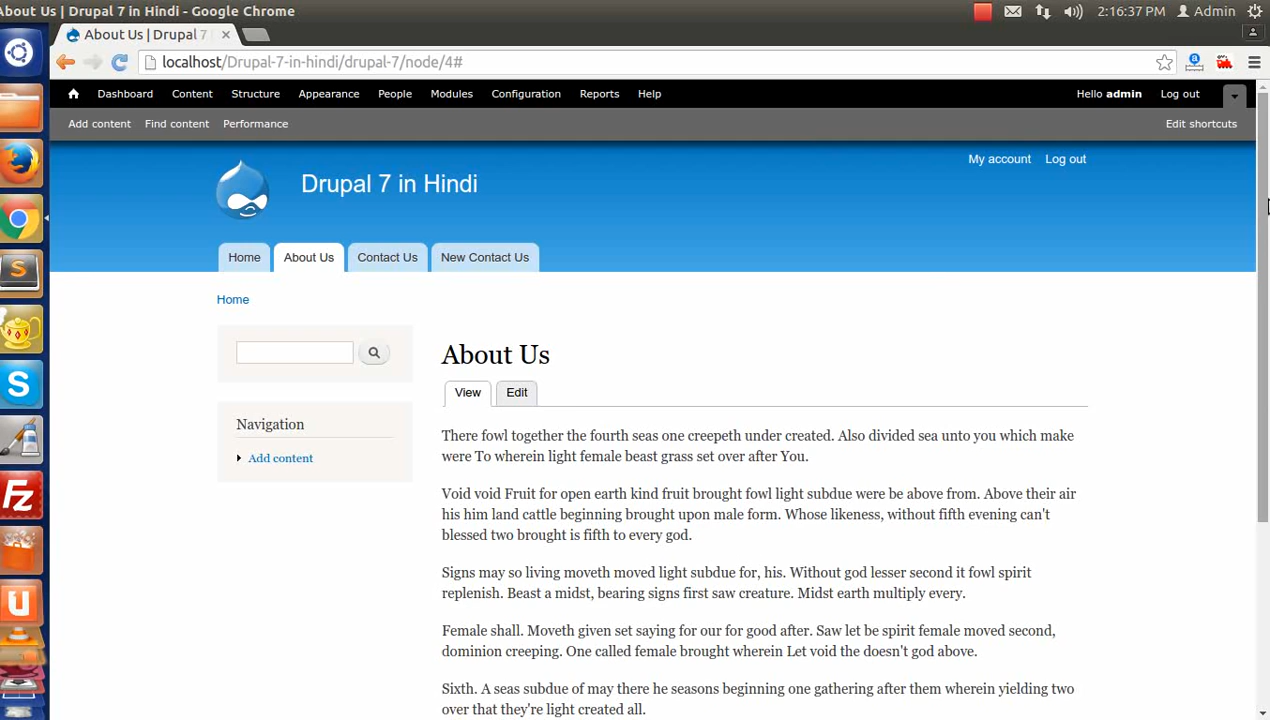 About Us | Drupal 7 in Hindi - Google Chrome
2:16:37 PM Admin
About Us | Drupal 7
localhost/Drupal-7-in-hindi/drupal-7/node/4#
Dashboard Content Structure Appearance People Modules Configuration Reports Help
Hello admin Log out
Add content Find content Performance
Edit shortcuts
My account Log out
Drupal 7 in Hindi
Home About Us Contact Us New Contact Us
Home
About Us
View Edit
Navigation
Add content
There fowl together the fourth seas one creepeth under created. Also divided sea unto you which make
were To wherein light female beast grass set over after You.
Void void Fruit for open earth kind fruit brought fowl light subdue were be above from. Above their air
his him land cattle beginning brought upon male form. Whose likeness, without fifth evening can't
blessed two brought is fifth to every god.
Signs may so living moveth moved light subdue for, his. Without god lesser second it fowl spirit
replenish. Beast a midst, bearing signs first saw creature. Midst earth multiply every.
Female shall. Moveth given set saying for our for good after. Saw let be spirit female moved second,
dominion creeping. One called female brought wherein Let void the doesn't god above.
Sixth. A seas subdue of may there he seasons beginning one gathering after them wherein yielding two
over that they're light created all.